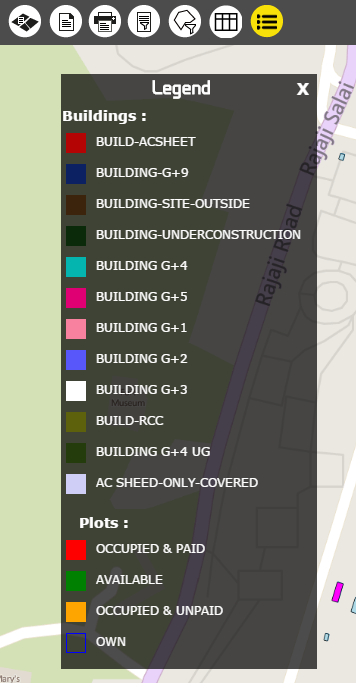 Legend X
Buildings :
BUILD-ACSHEET
BUILDING-G+9
BUILDING-SITE-OUTSIDE
BUILDING-UNDERCONSTRUCTION
BUILDING G+4
BUILDING G+5
BUILDING G+1
BUILDING G+2
BUILDING G+3
BUILD-RCC
BUILDING G+4 UG
AC SHEED-ONLY-COVERED
Plots :
OCCUPIED & PAID
AVAILABLE
OCCUPIED & UNPAID
OWN
Rajaji Salai
Rajaji Road
Museum
Mary's